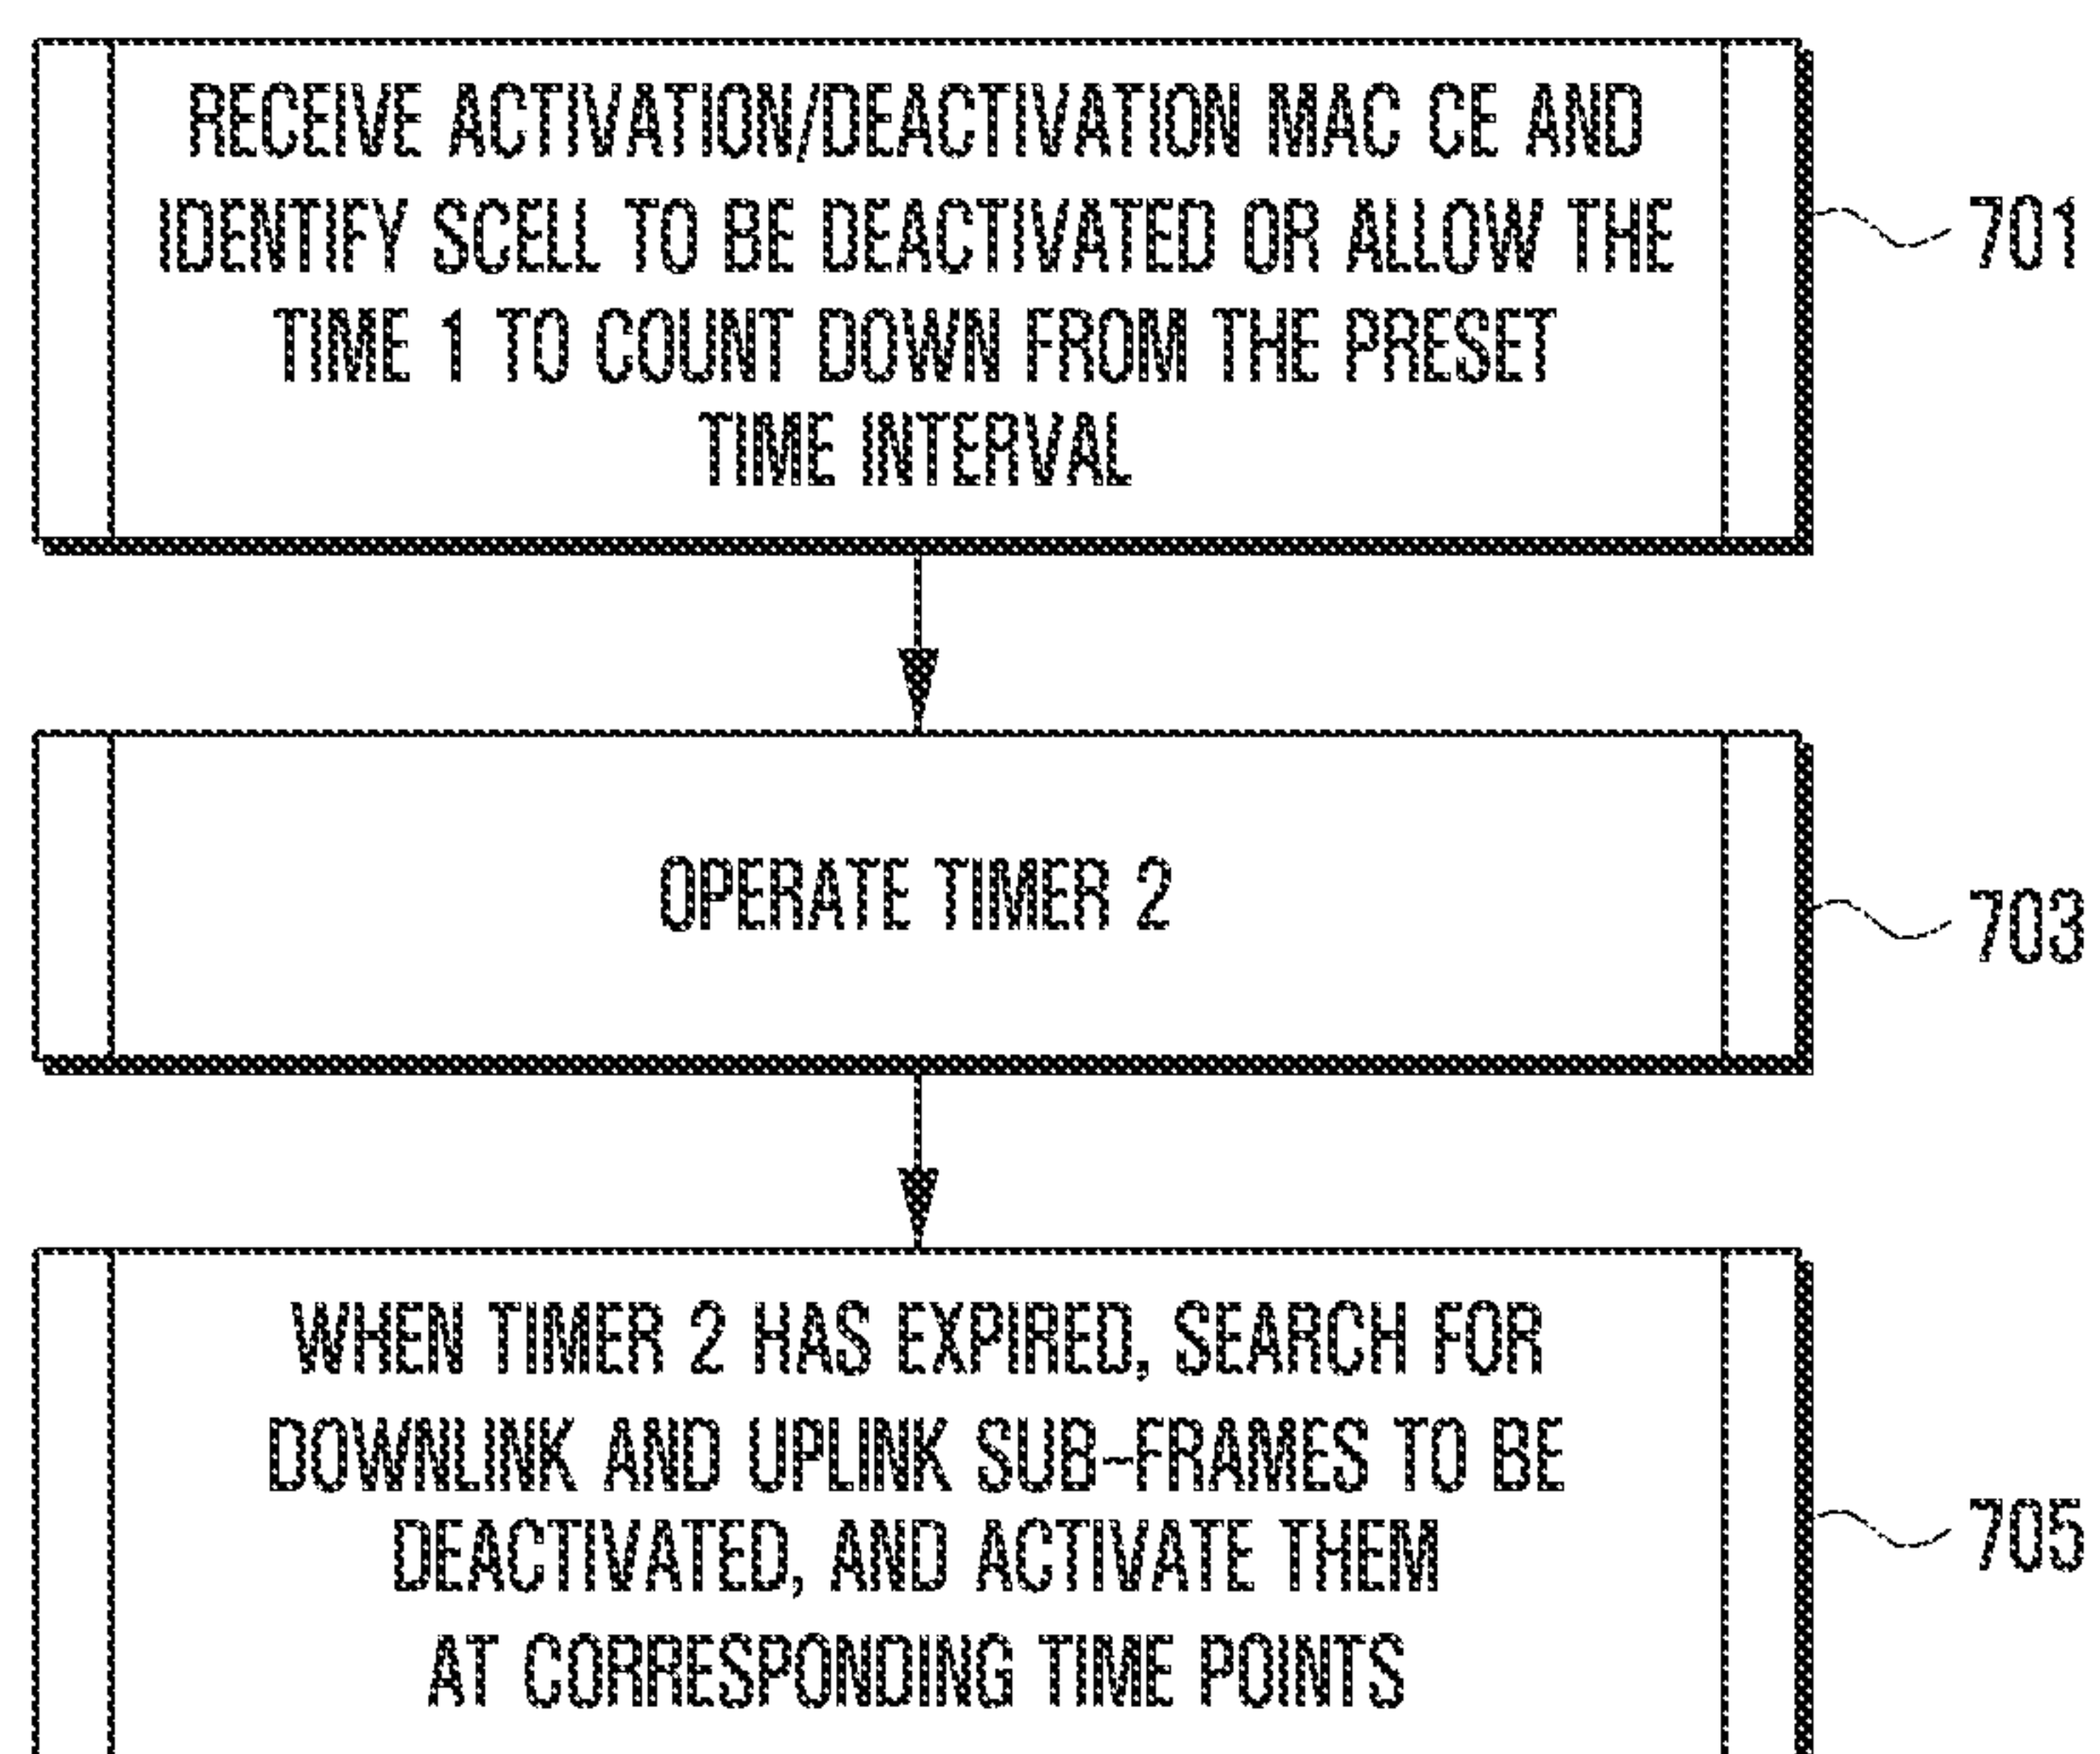 RECEIVE ACTIVATION/DEACTIVATION MAC CE AND
IDENTIFY SCELL TO BE DEACTIVATED OR ALLOW THE
TIME 1 TO COUNT DOWN FROM THE PRESET
TIME INTERVAL
701
OPERATE TIMER 2
703
WHEN TIMER 2 HAS EXPIRED, SEARCH FOR
DOWNLINK AND UPLINK SUB-FRAMES TO BE
DEACTIVATED, AND ACTIVATE THEM
AT CORRESPONDING TIME POINTS
705